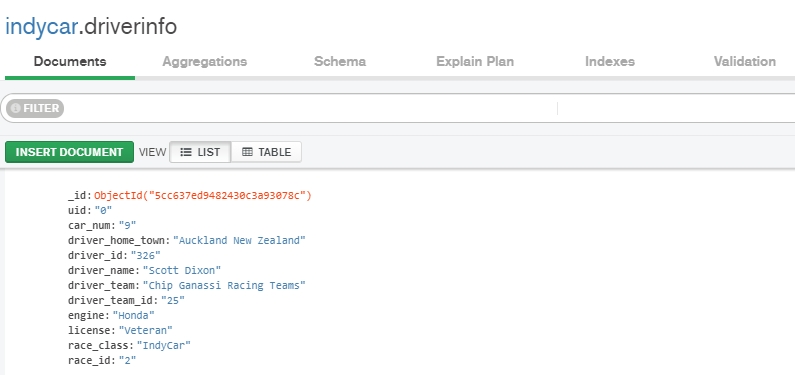 indycar.driverinfo
Documents Aggregations Schema Explain Plan Indexes Validation
FILTER
INSERT DOCUMENT VIEW LIST TABLE
_id: ObjectId("5cc637ed9482430c3a93078c")
uid: "0"
car_num: "9"
driver_home_town: "Auckland New Zealand"
driver_id: "326"
driver_name: "Scott Dixon"
driver_team: "Chip Ganassi Racing Teams"
driver_team_id: "25"
engine: "Honda"
license: "Veteran"
race_class: "IndyCar"
race_id: "2"